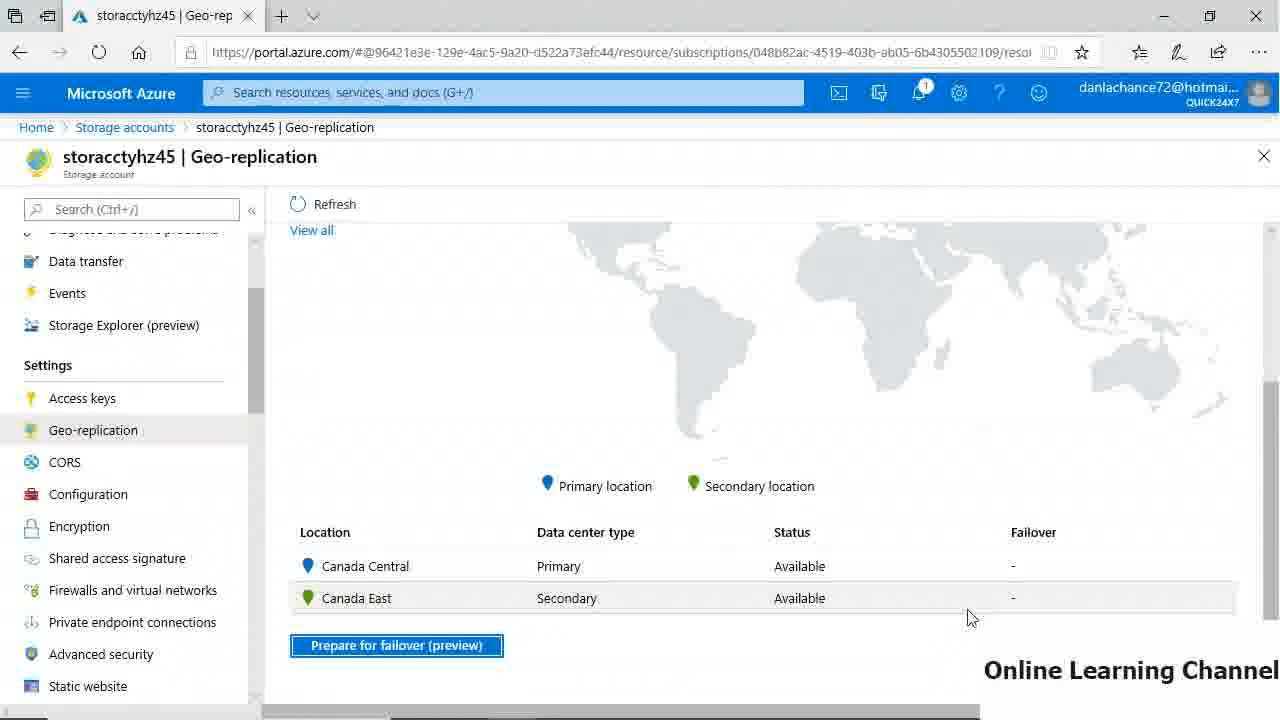 storacctyhz45 | Geo-rep
https://portal.azure.com/#@96421e3e-129e-4ac5-9a20-d522a73efc44/resource/subscriptions/048b82ac-4519-403b-ab05-6b4305502109/resou
Microsoft Azure
Search resources, services, and docs (G+/)
1
danlachance72@hotmai...
QUICK24X7
Home > Storage accounts > storacctyhz45 | Geo-replication
storacctyhz45 | Geo-replication
Storage account
Search (Ctrl+/)
«
Refresh
Diagnose and solve problems
View all
Data transfer
Events
Storage Explorer (preview)
Settings
Access keys
Geo-replication
CORS
Configuration
Encryption
Shared access signature
Firewalls and virtual networks
Private endpoint connections
Advanced security
Static website
Primary location Secondary location
Location Data center type Status Failover
Canada Central Primary Available -
Canada East Secondary Available -
Prepare for failover (preview)
Online Learning Channel